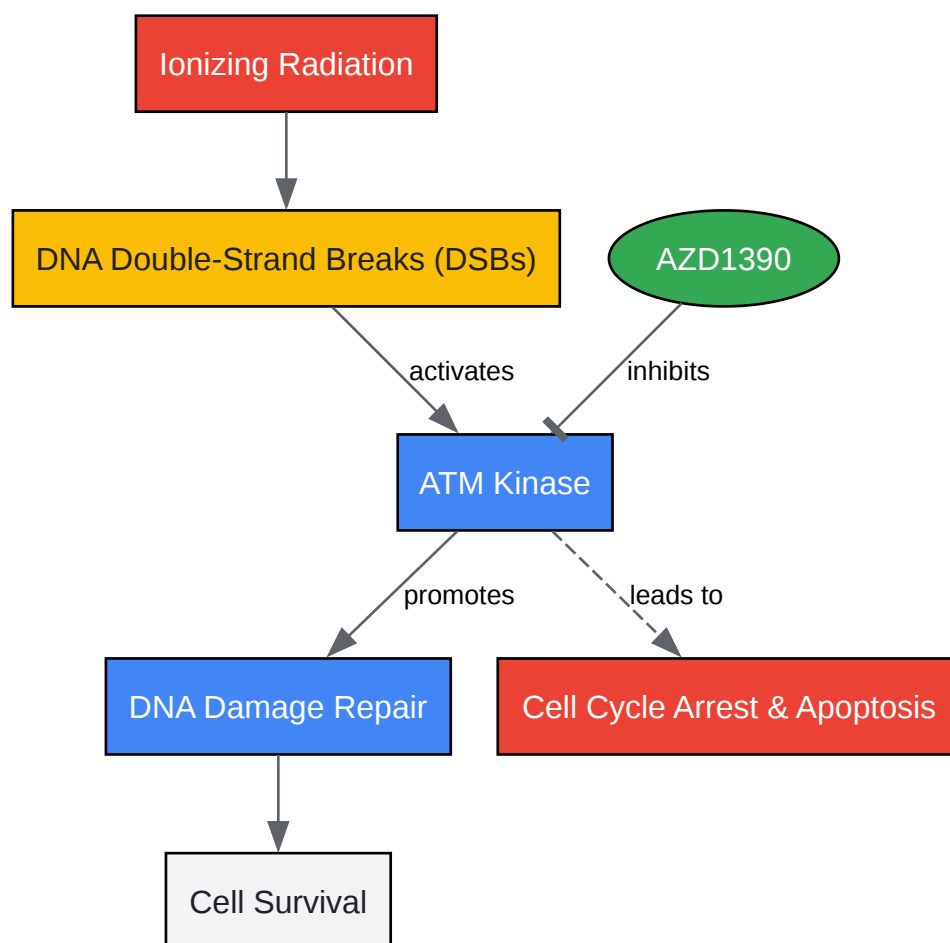 Ionizing Radiation
DNA Double-Strand Breaks (DSBs)
AZD1390
activates
inhibits
ATM Kinase
promotes
leads to
DNA Damage Repair
Cell Cycle Arrest & Apoptosis
Cell Survival